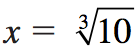 x = ∛10